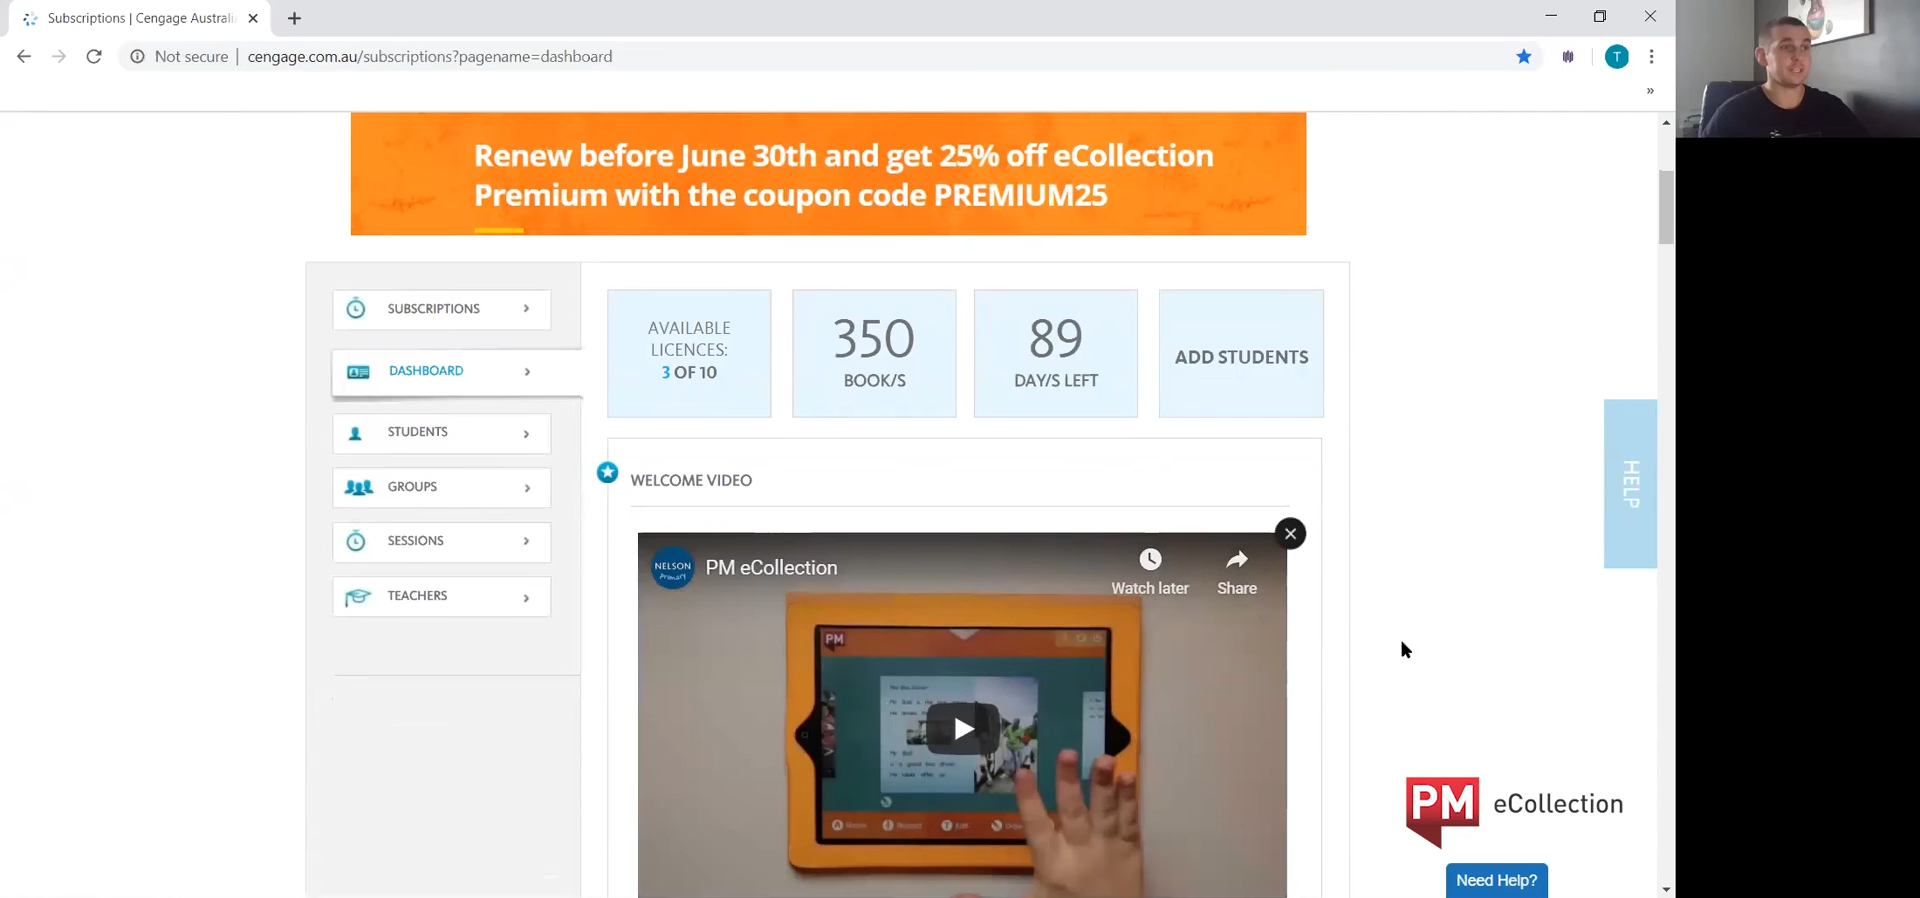 Subscriptions | Cengage Australi
Not secure
cengage.com.au/subscriptions?pagename=dashboard
T
»
Renew before June 30th and get 25% off eCollection
Premium with the coupon code PREMIUM25
SUBSCRIPTIONS
DASHBOARD
STUDENTS
GROUPS
SESSIONS
TEACHERS
AVAILABLE
LICENCES:
3 OF 10
350
BOOK/S
89
DAY/S LEFT
ADD STUDENTS
WELCOME VIDEO
NELSON
Primary
PM eCollection
Watch later
Share
PM
HELP
PM eCollection
Need Help?